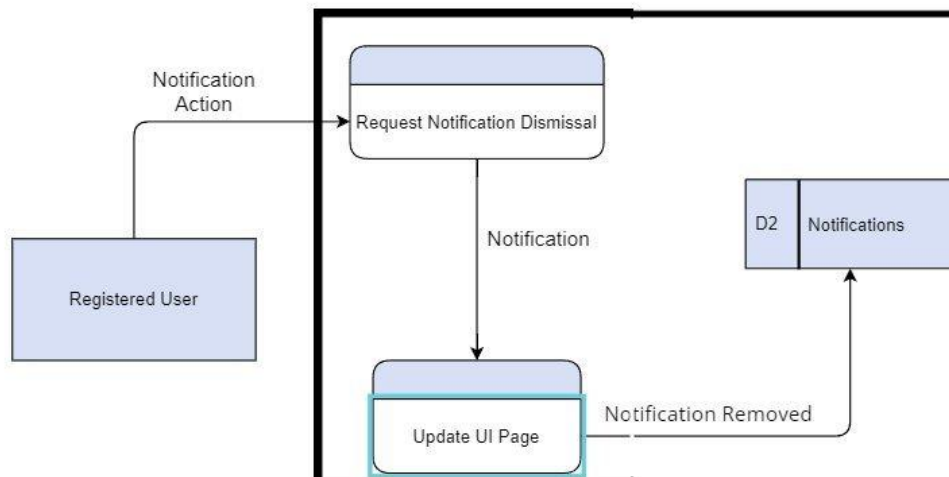 Notification
Action
Request Notification Dismissal
D2
Notifications
Notification
Registered User
Notification Removed
Update UI Page